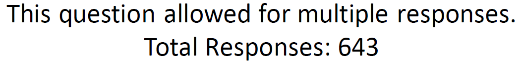 This question allowed for multiple responses.
Total Responses: 643